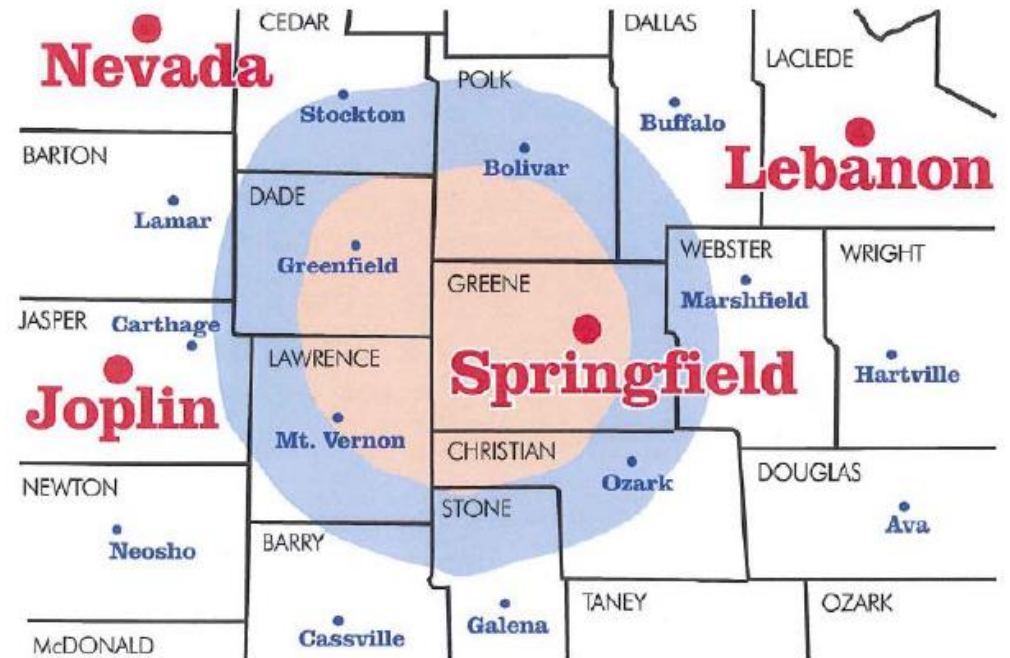 CEDAR
DALLAS
Nevada
LACLEDE
POLK
Stockton
Buffalo
BARTON
Bolivar
Lebanon
DADE
Lamar
WEBSTER
WRIGHT
Greenfield
GREENE
Marshfield
JASPER
Carthage
LAWRENCE
Springfield
Hartville
Joplin
Mt. Vernon
CHRISTIAN
Ozark
DOUGLAS
NEWTON
STONE
Ava
BARRY
Neosho
TANEY
OZARK
Galena
Cassville
McDONALD